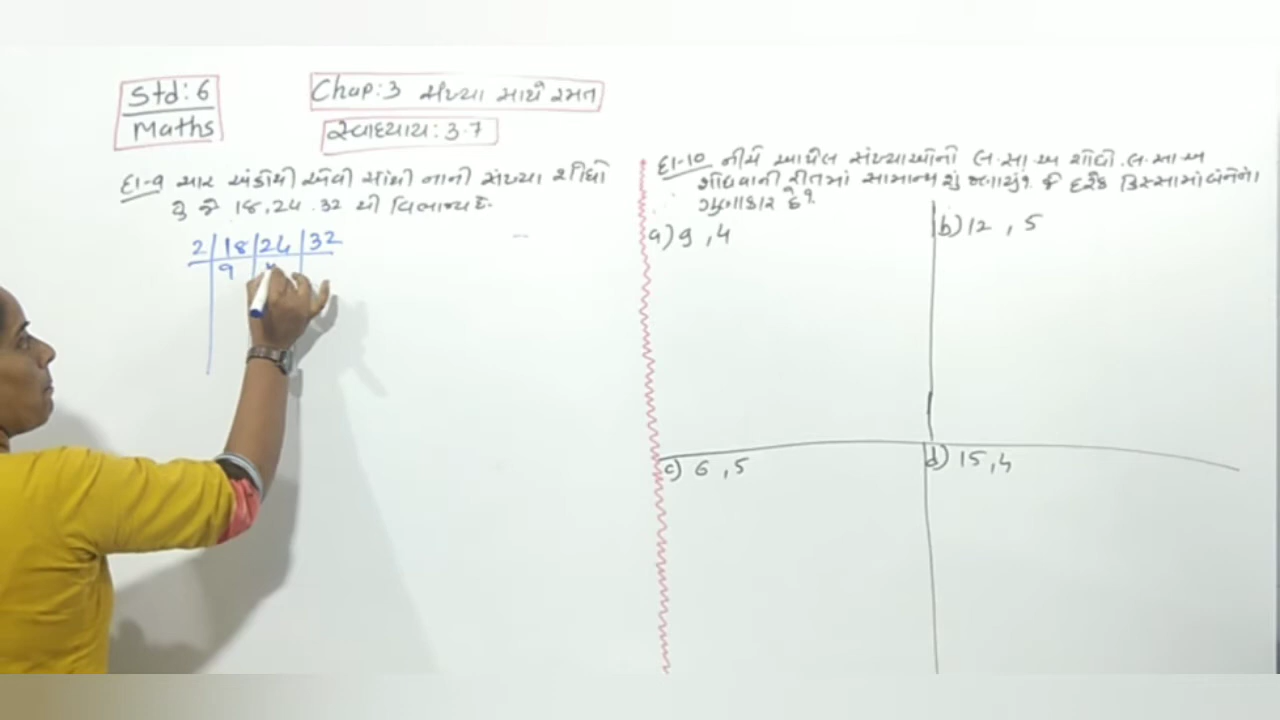 Std: 6
Maths
Chap: 3 સંખ્યા સાથે રમત
સ્વાધ્યાય: 3.7
દા-9 ચાર અંકોથી એવી સૌથી નાની સંખ્યા શોધો
કે જે 18, 24. 32 થી વિભાજ્ય છે.
2 18 24 32
9
દા-10 નીચે આપેલ સંખ્યાઓનો લ.સા.અ શોધો. લ.સા.અ
શોધવાની રીતમાં સામાન્ય શું જણાયું? કે દરેક કિસ્સામાં બંનેનો
ગુણાકાર છે?
a) 9 , 4
b) 12 , 5
c) 6 , 5
d) 15, 4